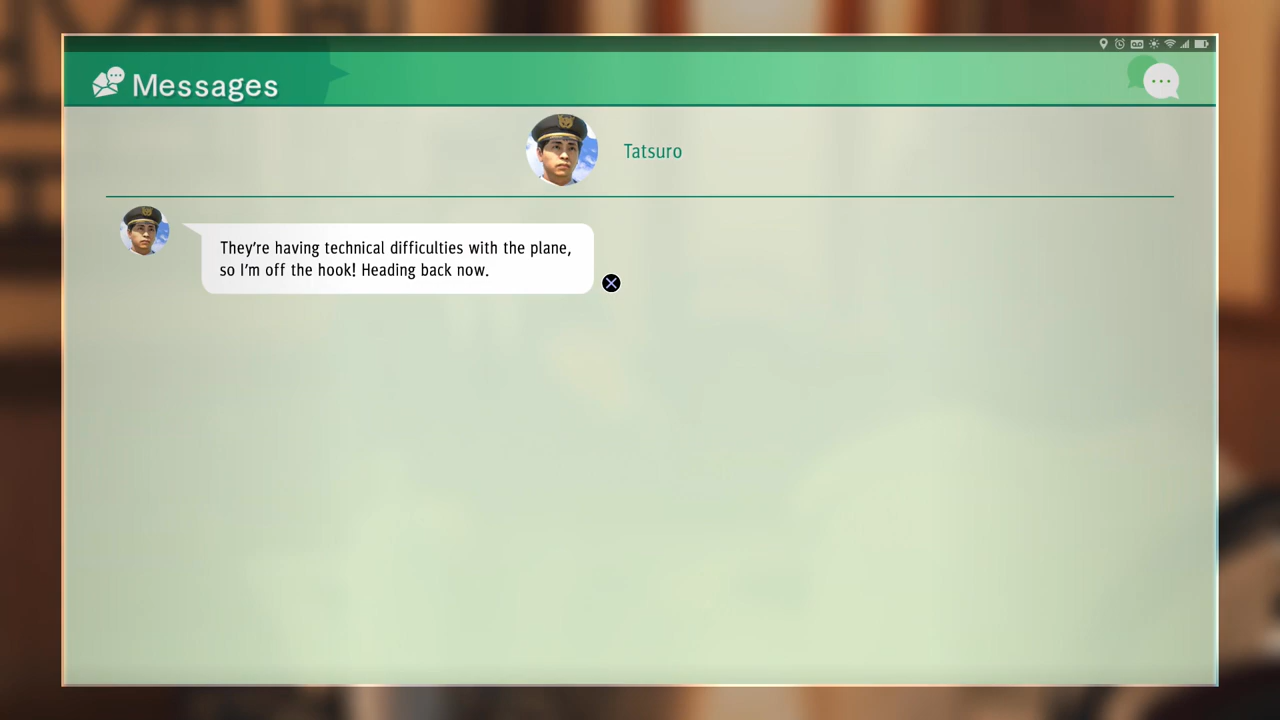 Messages
Tatsuro
They're having technical difficulties with the plane,
so I'm off the hook! Heading back now.